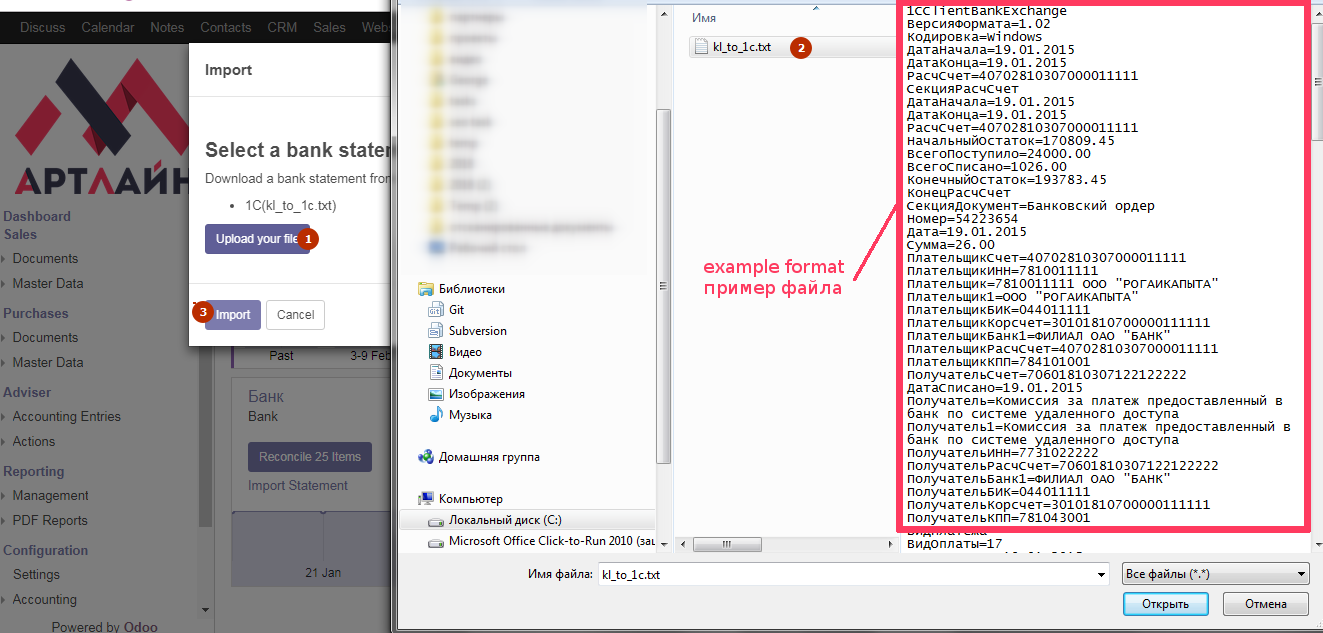 Discuss Calendar Notes Contacts CRM Sales Web
АРТЛАЙН
Dashboard
Sales
Documents
Master Data
Purchases
Documents
Master Data
Adviser
Accounting Entries
Actions
Reporting
Management
PDF Reports
Configuration
Settings
Accounting
Powered by Odoo
Import
Select a bank staten
Download a bank statement from
• 1C(kl_to_1c.txt)
Upload your file
1
3
Import
Cancel
Past 3-9 Feb
Банк
Bank
Reconcile 25 Items
Import Statement
21 Jan
Библиотеки
Git
Subversion
Видео
Документы
Изображения
Музыка
Домашняя группа
Компьютер
Локальный диск (C:)
Microsoft Office Click-to-Run 2010 (защ
Имя
kl_to_1c.txt
2
example format
пример файла
1CClientBankExchange
ВерсияФормата=1.02
Кодировка=Windows
ДатаНачала=19.01.2015
ДатаКонца=19.01.2015
РасчСчет=40702810307000011111
СекцияРасчСчет
ДатаНачала=19.01.2015
ДатаКонца=19.01.2015
РасчСчет=40702810307000011111
НачальныйОстаток=170809.45
ВсегоПоступило=24000.00
ВсегоСписано=1026.00
КонечныйОстаток=193783.45
КонецРасчСчет
СекцияДокумент=Банковский ордер
Номер=54223654
Дата=19.01.2015
Сумма=26.00
ПлательщикСчет=40702810307000011111
ПлательщикИНН=7810011111
Плательщик=7810011111 ООО "РОГАИКАПЫТА"
Плательщик1=ООО "РОГАИКАПЫТА"
ПлательщикБИК=044011111
ПлательщикКорсчет=30101810700000111111
ПлательщикБанк1=ФИЛИАЛ ОАО "БАНК"
ПлательщикРасчСчет=40702810307000011111
ПлательщикКПП=784101001
ПолучательСчет=70601810307122122222
ДатаСписано=19.01.2015
Получатель=Комиссия за платеж предоставленный в
банк по системе удаленного доступа
Получатель1=Комиссия за платеж предоставленный в
банк по системе удаленного доступа
ПолучательИНН=7731022222
ПолучательРасчСчет=70601810307122122222
ПолучательБанк1=ФИЛИАЛ ОАО "БАНК"
ПолучательБИК=044011111
ПолучательКорсчет=30101810700000111111
ПолучательКПП=781043001
ВидОплаты=17
Имя файла: kl_to_1c.txt
Все файлы (*.*)
Открыть
Отмена